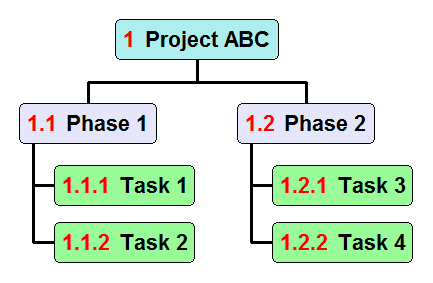 1 Project ABC
1.1 Phase 1
1.1.1 Task 1
1.1.2 Task 2
1.2 Phase 2
1.2.1 Task 3
1.2.2 Task 4